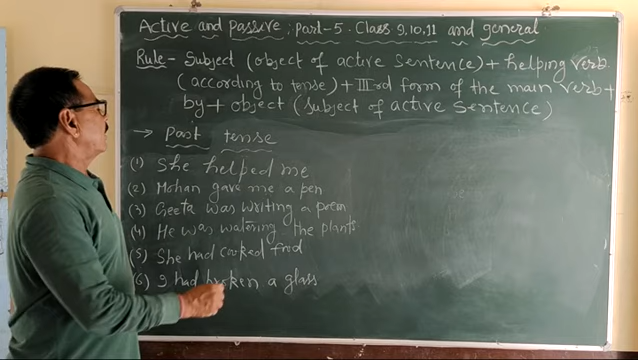 Active and passive; Part-5. Class 9,10,11 and general
Rule- Subject (object of active sentence) + helping verb
(according to tense) + IIIrd form of the main verb +
by + object (subject of active sentence)
→ Past tense
(1) She helped me
(2) Mohan gave me a pen
(3) Geeta was writing a poem
(4) He was watering the plants
(5) She had cooked food
(6) I had broken a glass